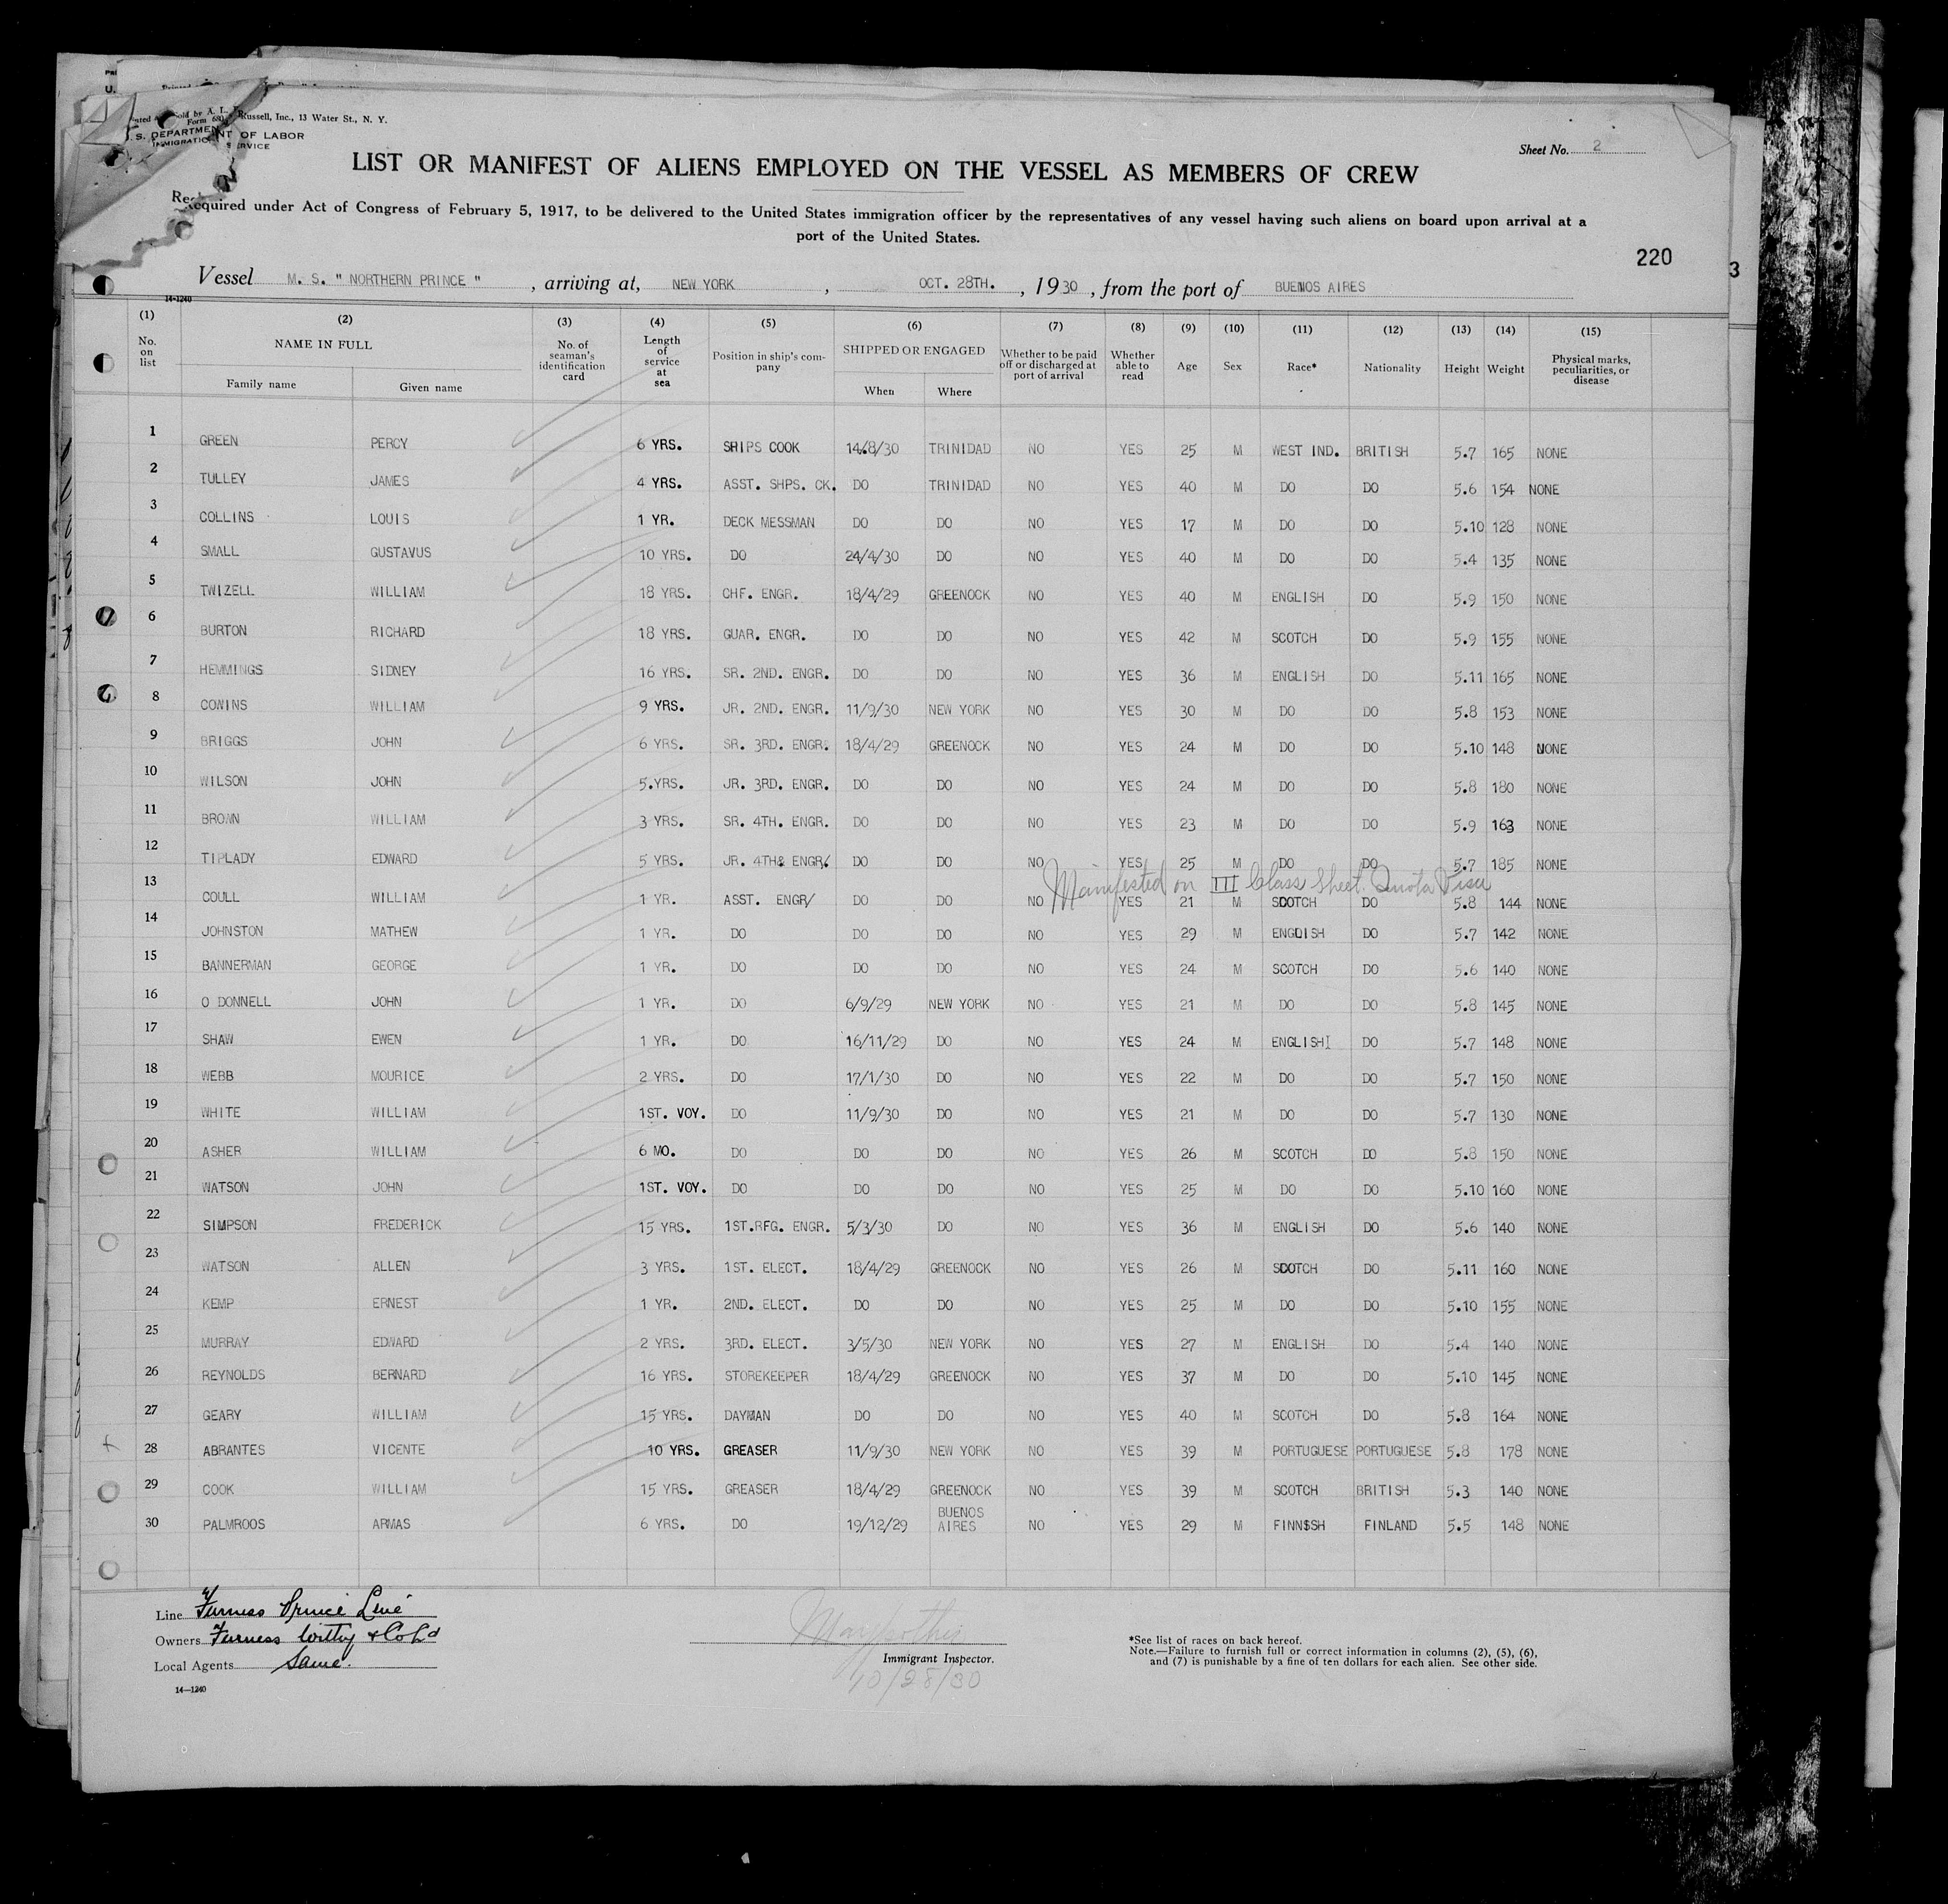 Russell, Inc., 13 Water St., N. Y.
Form 680
S. DEPARTMENT OF LABOR
IMMIGRATION SERVICE
Sheet No. 2
LIST OR MANIFEST OF ALIENS EMPLOYED ON THE VESSEL AS MEMBERS OF CREW
Required under Act of Congress of February 5, 1917, to be delivered to the United States immigration officer by the representatives of any vessel having such aliens on board upon arrival at a
port of the United States.
220
3
Vessel M. S. " NORTHERN PRINCE " , arriving at, NEW YORK , OCT. 28TH. , 1930 , from the port of BUENOS AIRES
14-1240
(1) (2) (3) (4) (5) (6) (7) (8) (9) (10) (11) (12) (13) (14) (15)
No. on list NAME IN FULL Family name Given name No. of seaman's identification card Length of service at sea Position in ship's company SHIPPED OR ENGAGED When Where Whether to be paid off or discharged at port of arrival Whether able to read Age Sex Race* Nationality Height Weight Physical marks, peculiarities, or disease
1 GREEN PERCY 6 YRS. SHIPS COOK 14/8/30 TRINIDAD NO YES 25 M WEST IND. BRITISH 5.7 165 NONE
2 TULLEY JAMES 4 YRS. ASST. SHPS. CK. DO TRINIDAD NO YES 40 M DO DO 5.6 154 NONE
3 COLLINS LOUIS 1 YR. DECK MESSMAN DO DO NO YES 17 M DO DO 5.10 128 NONE
4 SMALL GUSTAVUS 10 YRS. DO 24/4/30 DO NO YES 40 M DO DO 5.4 135 NONE
5 TWIZELL WILLIAM 18 YRS. CHF. ENGR. 18/4/29 GREENOCK NO YES 40 M ENGLISH DO 5.9 150 NONE
6 BURTON RICHARD 18 YRS. GUAR. ENGR. DO DO NO YES 42 M SCOTCH DO 5.9 155 NONE
7 HEMMINGS SIDNEY 16 YRS. SR. 2ND. ENGR. DO DO NO YES 36 M ENGLISH DO 5.11 165 NONE
8 COWINS WILLIAM 9 YRS. JR. 2ND. ENGR. 11/9/30 NEW YORK NO YES 30 M DO DO 5.8 153 NONE
9 BRIGGS JOHN 6 YRS. SR. 3RD. ENGR. 18/4/29 GREENOCK NO YES 24 M DO DO 5.10 148 NONE
10 WILSON JOHN 5.YRS. JR. 3RD. ENGR. DO DO NO YES 24 M DO DO 5.8 180 NONE
11 BROWN WILLIAM 3 YRS. SR. 4TH. ENGR. DO DO NO YES 23 M DO DO 5.9 163 NONE
12 TIPLADY EDWARD 5 YRS. JR. 4TH& ENGR/ DO DO NO YES 25 M DO DO 5.7 185 NONE
Manifested on III Class Sheet. Quota Visa
13 COULL WILLIAM 1 YR. ASST. ENGR/ DO DO NO YES 21 M SCOTCH DO 5.8 144 NONE
14 JOHNSTON MATHEW 1 YR. DO DO DO NO YES 29 M ENGLISH DO 5.7 142 NONE
15 BANNERMAN GEORGE 1 YR. DO DO DO NO YES 24 M SCOTCH DO 5.6 140 NONE
16 O DONNELL JOHN 1 YR. DO 6/9/29 NEW YORK NO YES 21 M DO DO 5.8 145 NONE
17 SHAW EWEN 1 YR. DO 16/11/29 DO NO YES 24 M ENGLISHI DO 5.7 148 NONE
18 WEBB MOURICE 2 YRS. DO 17/1/30 DO NO YES 22 M DO DO 5.7 150 NONE
19 WHITE WILLIAM 1ST. VOY. DO 11/9/30 DO NO YES 21 M DO DO 5.7 130 NONE
20 ASHER WILLIAM 6 MO. DO DO DO NO YES 26 M SCOTCH DO 5.8 150 NONE
21 WATSON JOHN 1ST. VOY. DO DO DO NO YES 25 M DO DO 5.10 160 NONE
22 SIMPSON FREDERICK 15 YRS. 1ST.RFG. ENGR. 5/3/30 DO NO YES 36 M ENGLISH DO 5.6 140 NONE
23 WATSON ALLEN 3 YRS. 1ST. ELECT. 18/4/29 GREENOCK NO YES 26 M SCOTCH DO 5.11 160 NONE
24 KEMP ERNEST 1 YR. 2ND. ELECT. DO DO NO YES 25 M DO DO 5.10 155 NONE
25 MURRAY EDWARD 2 YRS. 3RD. ELECT. 3/5/30 NEW YORK NO YES 27 M ENGLISH DO 5.4 140 NONE
26 REYNOLDS BERNARD 16 YRS. STOREKEEPER 18/4/29 GREENOCK NO YES 37 M DO DO 5.10 145 NONE
27 GEARY WILLIAM 15 YRS. DAYMAN DO DO NO YES 40 M SCOTCH DO 5.8 164 NONE
28 ABRANTES VICENTE 10 YRS. GREASER 11/9/30 NEW YORK NO YES 39 M PORTUGUESE PORTUGUESE 5.8 178 NONE
29 COOK WILLIAM 15 YRS. GREASER 18/4/29 GREENOCK NO YES 39 M SCOTCH BRITISH 5.3 140 NONE
30 PALMROOS ARMAS 6 YRS. DO 19/12/29 BUENOS AIRES NO YES 29 M FINN$SH FINLAND 5.5 148 NONE
Line Furness Prince Line
Owners Furness Withy & Co Ld
Local Agents Same.
14—1240
Immigrant Inspector.
10/28/30
*See list of races on back hereof.
Note.—Failure to furnish full or correct information in columns (2), (5), (6),
and (7) is punishable by a fine of ten dollars for each alien. See other side.